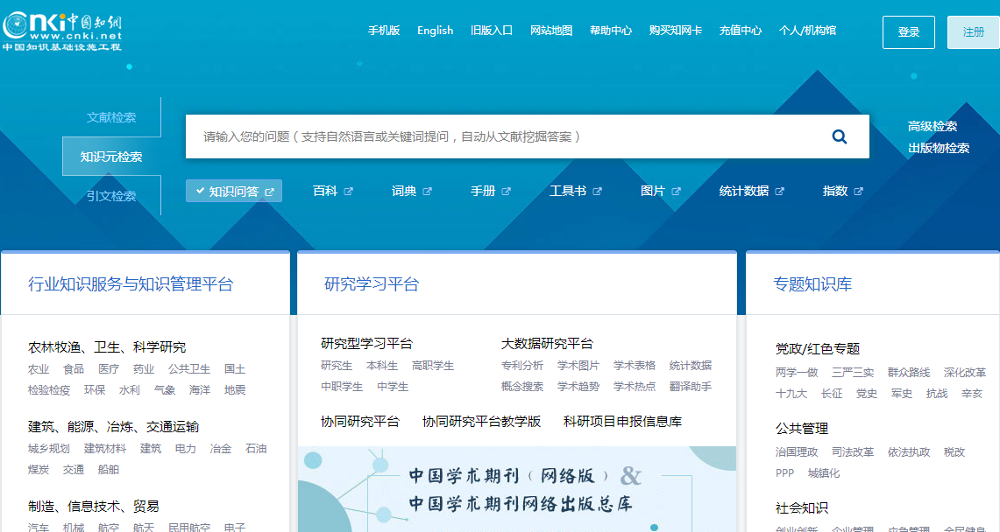 cnki中国知网
www.cnki.net
中国知识基础设施工程
手机版 English 旧版入口 网站地图 帮助中心 购买知网卡 充值中心 个人/机构馆 登录 注册
文献检索
知识元检索
引文检索
请输入您的问题（支持自然语言或关键词提问，自动从文献挖掘答案）
高级检索
出版物检索
知识问答 百科 词典 手册 工具书 图片 统计数据 指数
行业知识服务与知识管理平台
农林牧渔、卫生、科学研究
农业 食品 医疗 药业 公共卫生 国土
检验检疫 环保 水利 气象 海洋 地震
建筑、能源、冶炼、交通运输
城乡规划 建筑材料 建筑 电力 冶金 石油
煤炭 交通 船舶
制造、信息技术、贸易
汽车 机械 航空 航天 民用航空 电子
研究学习平台
研究型学习平台
研究生 本科生 高职学生
中职学生 中学生
大数据研究平台
专利分析 学术图片 学术表格 统计数据
概念搜索 学术趋势 学术热点 翻译助手
协同研究平台 协同研究平台教学版 科研项目申报信息库
中国学术期刊（网络版）&
中国学术期刊网络出版总库
专题知识库
党政/红色专题
两学一做 三严三实 群众路线 深化改革
十九大 长征 党史 军史 抗战 辛亥
公共管理
治国理政 司法改革 依法执政 税改
PPP 城镇化
社会知识
创业创新 企业管理 应急管理 全民健身